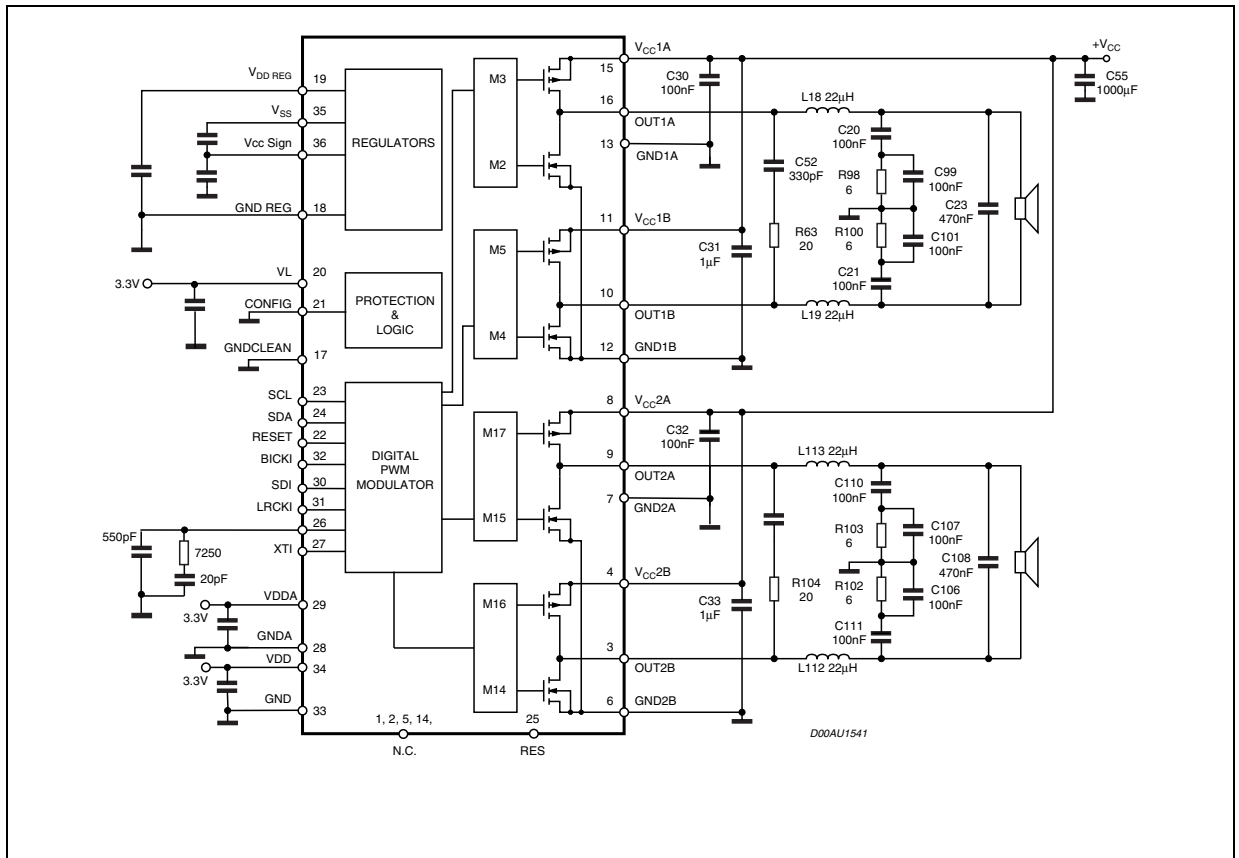 V_DD REG
19
V_SS
35
Vcc Sign
36
GND REG
18
REGULATORS
3.3V
VL
20
CONFIG
21
GNDCLEAN
17
PROTECTION
&
LOGIC
SCL
23
SDA
24
RESET
22
BICKI
32
SDI
30
LRCKI
31
26
XTI
27
DIGITAL
PWM
MODULATOR
550pF
7250
20pF
VDDA
29
3.3V
GNDA
28
VDD
34
3.3V
GND
33
1, 2, 5, 14,
N.C.
25
RES
M3
M2
M5
M4
M17
M15
M16
M14
V_CC1A
15
16
OUT1A
13
GND1A
11
V_CC1B
10
OUT1B
12
GND1B
8
V_CC2A
9
OUT2A
7
GND2A
4
V_CC2B
3
OUT2B
6
GND2B
C30
100nF
C31
1µF
C32
100nF
C33
1µF
+V_CC
C55
1000µF
L18 22µH
C20
100nF
C52
330pF
R98
6
C99
100nF
C23
470nF
R63
20
R100
6
C101
100nF
C21
100nF
L19 22µH
L113 22µH
C110
100nF
R103
6
C107
100nF
C108
470nF
R104
20
R102
6
C106
100nF
C111
100nF
L112 22µH
D00AU1541